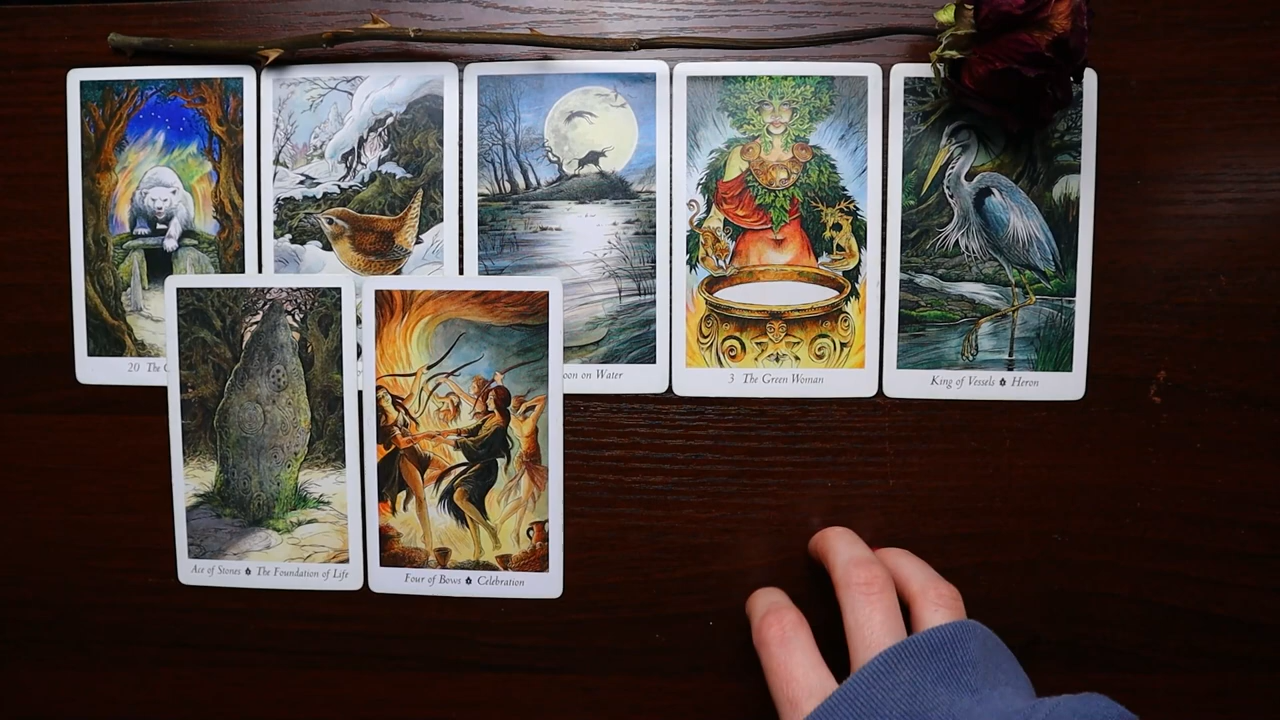 20 The
on Water
3 The Green Woman
King of Vessels Heron
Ace of Stones The Foundation of Life
Four of Bows Celebration